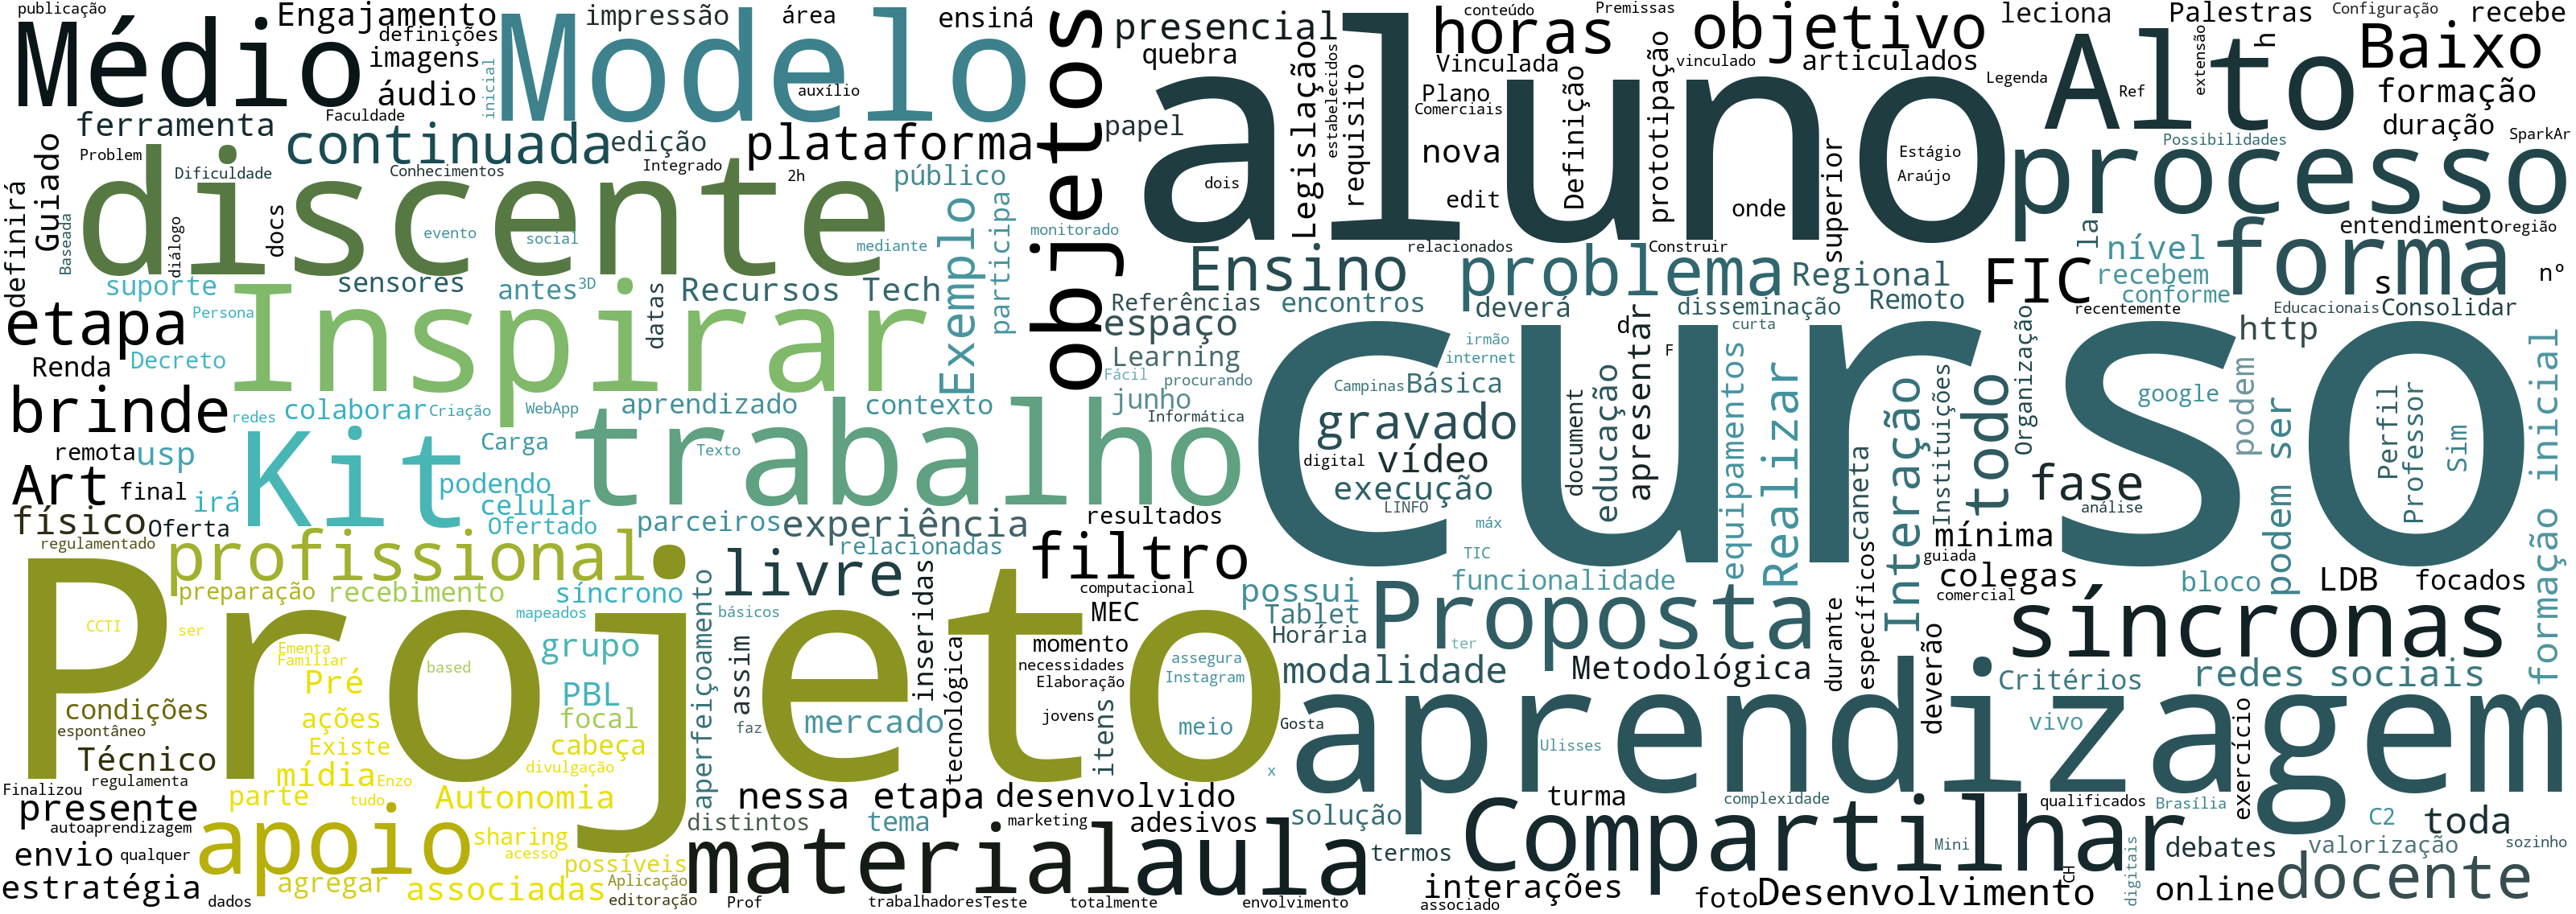 publicação
Engajamento
impressão
área
ensiná
Médio
definições
imagens
áudio
inicial
Modelo
auxílio
Faculdade
objetos
presencial
quebra
horas
conteúdo
Premissas
objetivo
leciona
Palestras
Configuração
recebe
Legislação
estabelecidos
requisito
Vinculada
vinculado
articulados
Plano
Comerciais
Definição
prototipação
aluno
papel
nova
edit
dois
onde
Estágio
Araújo
superior
Legenda
Alto
Ref
extensão
h
Baixo
formação
duração
SparkAr
Possibilidades
processo
ferramenta
continuada
edição
plataforma
Problem
Dificuldade
Conhecimentos
Integrado
2h
Guiado
definirá
Baseada
diálogo
docs
discente
evento
social
mediante
público
Exemplo
participa
monitorado
suporte
sensores
antes
3D
datas
Recursos
Tech
etapa
Persona
Renda
Decreto
Inspirar
Ensino
relacionados
problema
Construir
Regional
Remoto
FIC
la
nível
recebem
conforme
forma
entendimento
região
s
nº
Referências
encontros
deverá
disseminação
recentemente
Educacionais
Consolidar
espaço
Learning
Fácil
procurando
junho
Informática
irmão
internet
curta
d
F
Campinas
Básica
curso
http
google
podem
podem ser
Perfil
Professor
Sim
formação inicial
brinde
redes
colaborar
Criação
WebApp
aprendizado
contexto
remota
usp
Kit
Carga
Texto
trabalho
Art
final
irá
podendo
celular
Ofertado
físico
Oferta
parceiros
experiência
resultados
gravado
digital
vídeo
execução
LINFO
máx
TIC
document
educação
apresentar
equipamentos
Realizar
caneta
Interação
Instituições
todo
Organização
fase
análise
mínima
guiada
colegas
comercial
bloco
LDB
focados
regulamentado
profissional
relacionadas
filtro
computacional
preparação
recebimento
síncrono
mapeados
livre
básicos
inseridas
MEC
possui
Tablet
Horária
funcionalidade
Proposta
ter
específicos
durante
síncronas
Projeto
CCTI
ser
Ementa
Familiar
based
grupo
aperfeiçoamento
assim
faz
tecnológica
momento
necessidades
Elaboração
jovens
assegura
Instagram
meio
Gosta
x
modalidade
Metodológica
deverão
Critérios
redes sociais
vivo
condições
espontâneo
Técnico
regulamenta
Pré
ações
Existe
mídia
Enzo
PBL
focal
cabeça
divulgação
mercado
itens
Ulisses
aprendizagem
exercício
Finalizou
presente
autoaprendizagem
parte
tudo
Autonomia
nessa etapa
desenvolvido
solução
turma
complexidade
qualificados
Brasília
C2
toda
envio
qualquer
apoio
sharing
acesso
possíveis
distintos
tema
marketing
adesivos
termos
Compartilhar
Mini
debates
valorização
sozinho
estratégia
dados
agregar
associadas
Aplicação
editoração
material
aula
Prof
trabalhadores
Teste
totalmente
envolvimento
interações
associado
foto
Desenvolvimento
CH
digitais
online
docente